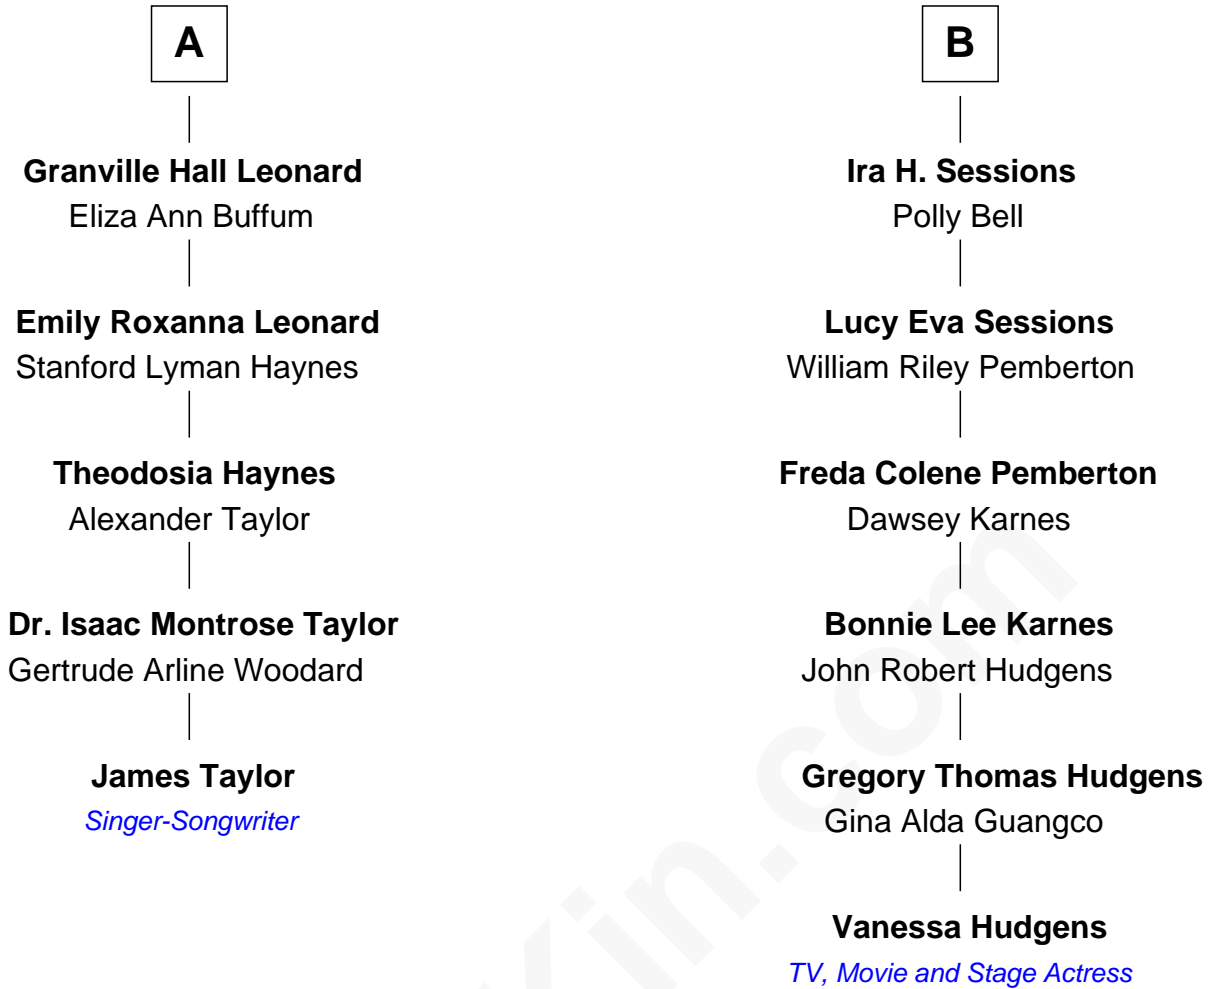 A
Granville Hall Leonard
Eliza Ann Buffum
Emily Roxanna Leonard
Stanford Lyman Haynes
Theodosia Haynes
Alexander Taylor
Dr. Isaac Montrose Taylor
Gertrude Arline Woodard
James Taylor
Singer-Songwriter
B
Ira H. Sessions
Polly Bell
Lucy Eva Sessions
William Riley Pemberton
Freda Colene Pemberton
Dawsey Karnes
Bonnie Lee Karnes
John Robert Hudgens
Gregory Thomas Hudgens
Gina Alda Guangco
Vanessa Hudgens
TV, Movie and Stage Actress
Kin.com